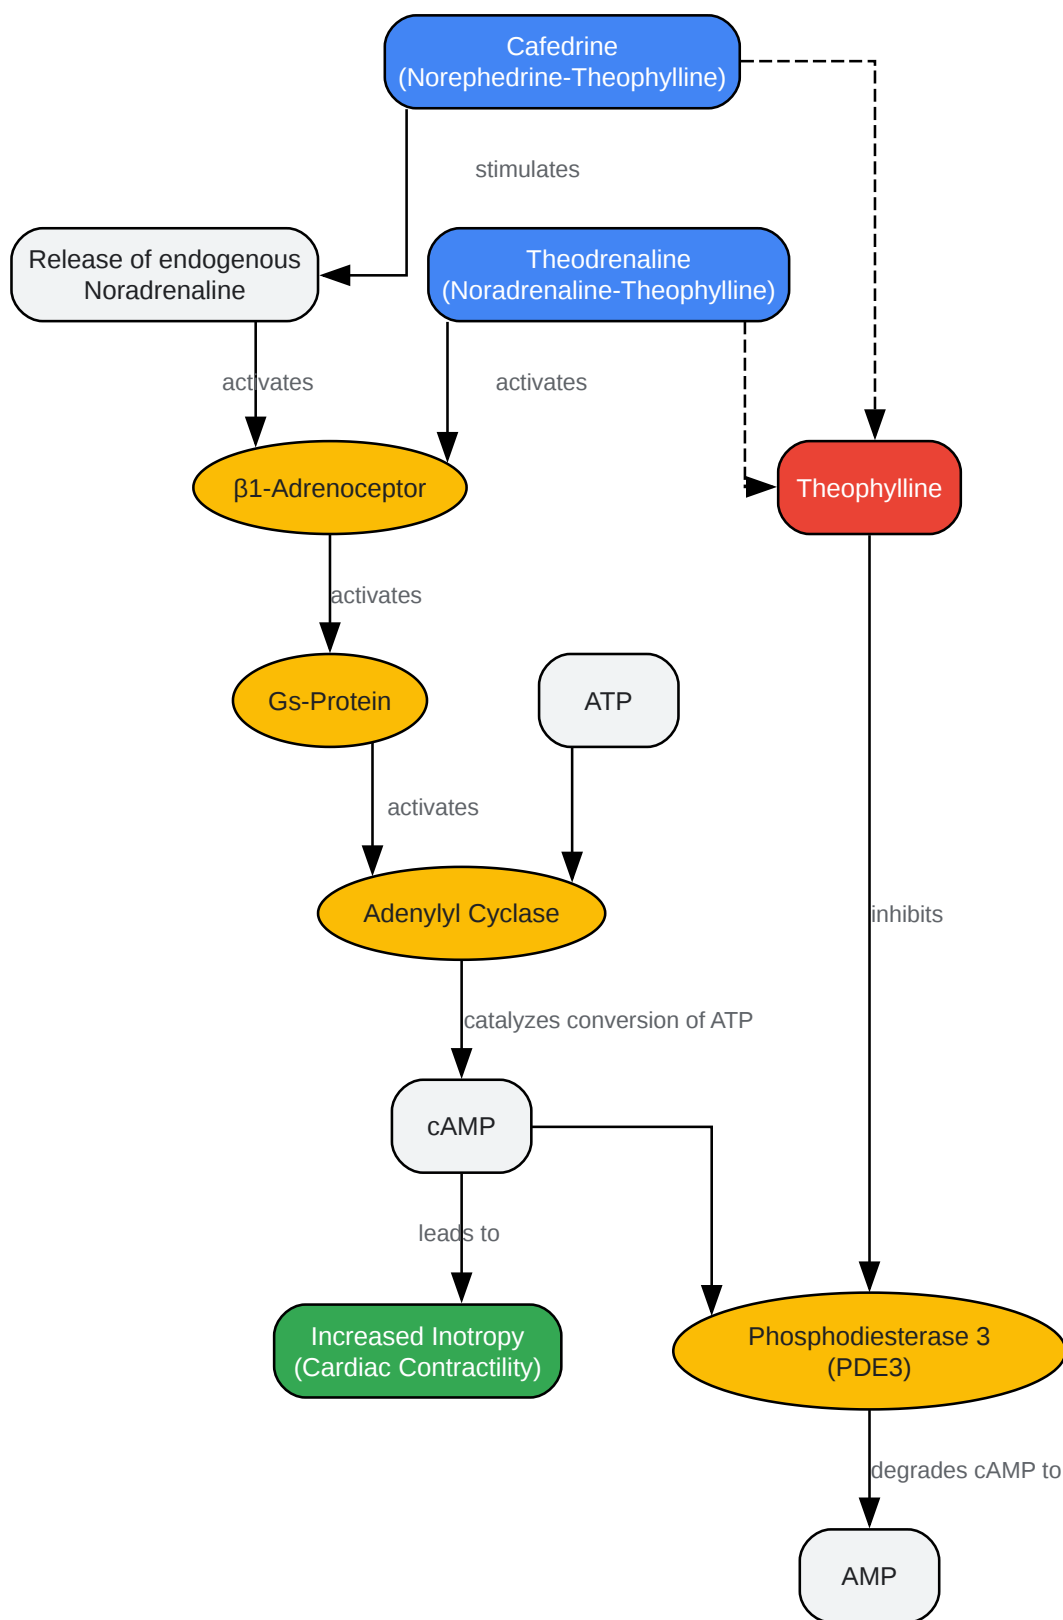 Cafedrine
(Norephedrine-Theophylline)
stimulates
Release of endogenous
Noradrenaline
Theodrenaline
(Noradrenaline-Theophylline)
activates
activates
β1-Adrenoceptor
Theophylline
activates
Gs-Protein
ATP
activates
Adenylyl Cyclase
inhibits
catalyzes conversion of ATP
cAMP
leads to
Increased Inotropy
(Cardiac Contractility)
Phosphodiesterase 3
(PDE3)
degrades cAMP to
AMP